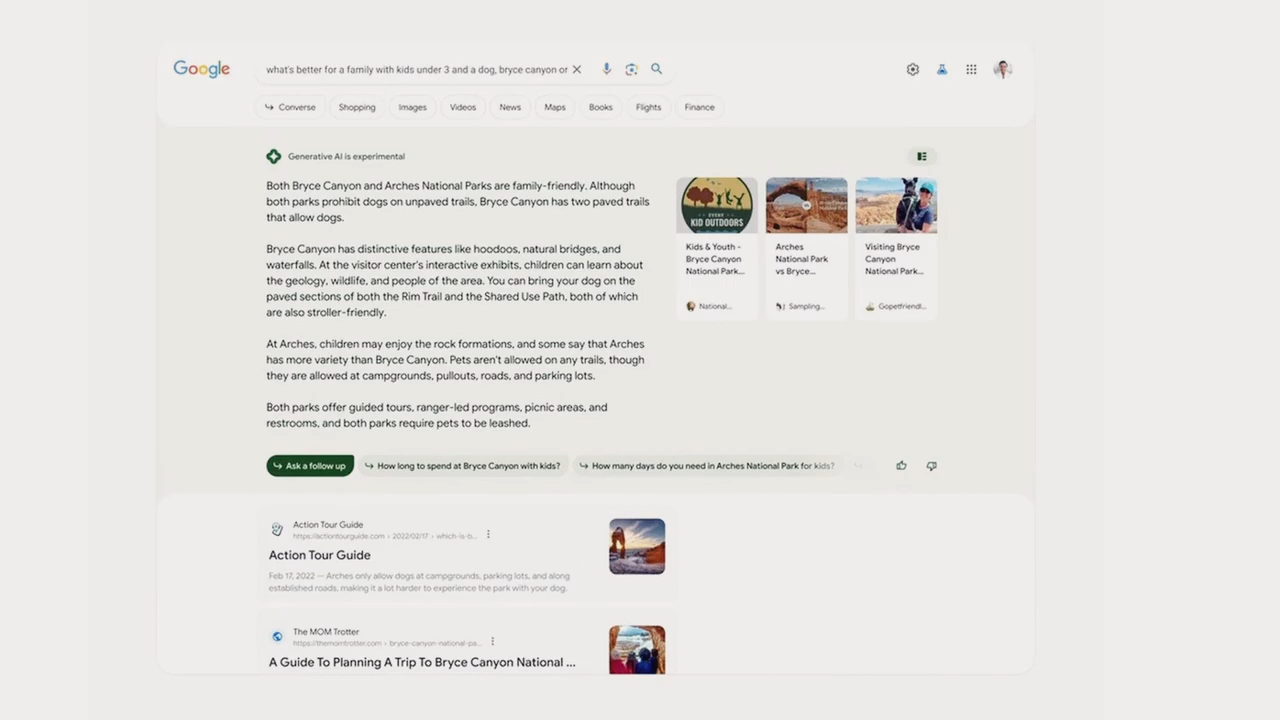 Google
what's better for a family with kids under 3 and a dog, bryce canyon or
Converse
Shopping
Images
Videos
News
Maps
Books
Flights
Finance
Generative AI is experimental
Both Bryce Canyon and Arches National Parks are family-friendly. Although
both parks prohibit dogs on unpaved trails, Bryce Canyon has two paved trails
that allow dogs.
Bryce Canyon has distinctive features like hoodoos, natural bridges, and
waterfalls. At the visitor center's interactive exhibits, children can learn about
the geology, wildlife, and people of the area. You can bring your dog on the
paved sections of both the Rim Trail and the Shared Use Path, both of which
are also stroller-friendly.
At Arches, children may enjoy the rock formations, and some say that Arches
has more variety than Bryce Canyon. Pets aren't allowed on any trails, though
they are allowed at campgrounds, pullouts, roads, and parking lots.
Both parks offer guided tours, ranger-led programs, picnic areas, and
restrooms, and both parks require pets to be leashed.
EVERY
KID OUTDOORS
Kids & Youth -
Bryce Canyon
National Park...
National...
Arches
National Park
vs Bryce...
Sampling...
Visiting Bryce
Canyon
National Park...
Gopetfriendl...
Ask a follow up
How long to spend at Bryce Canyon with kids?
How many days do you need in Arches National Park for kids?
Action Tour Guide
https://actiontourguide.com › 2022/02/17 › which-is-b...
Action Tour Guide
Feb 17, 2022 — Arches only allow dogs at campgrounds, parking lots, and along
established roads, making it a lot harder to experience the park with your dog.
The MOM Trotter
https://themomtrotter.com › bryce-canyon-national-pa...
A Guide To Planning A Trip To Bryce Canyon National ...